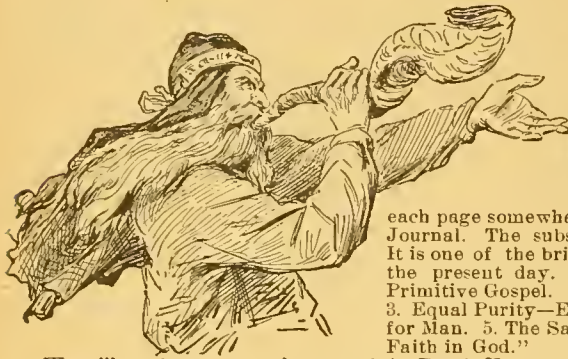 each page somewhe
Journal. The subs
It is one of the bri
the present day.
Primitive Gospel.
3. Equal Purity—E
for Man. 5. The Sa
Faith in God."